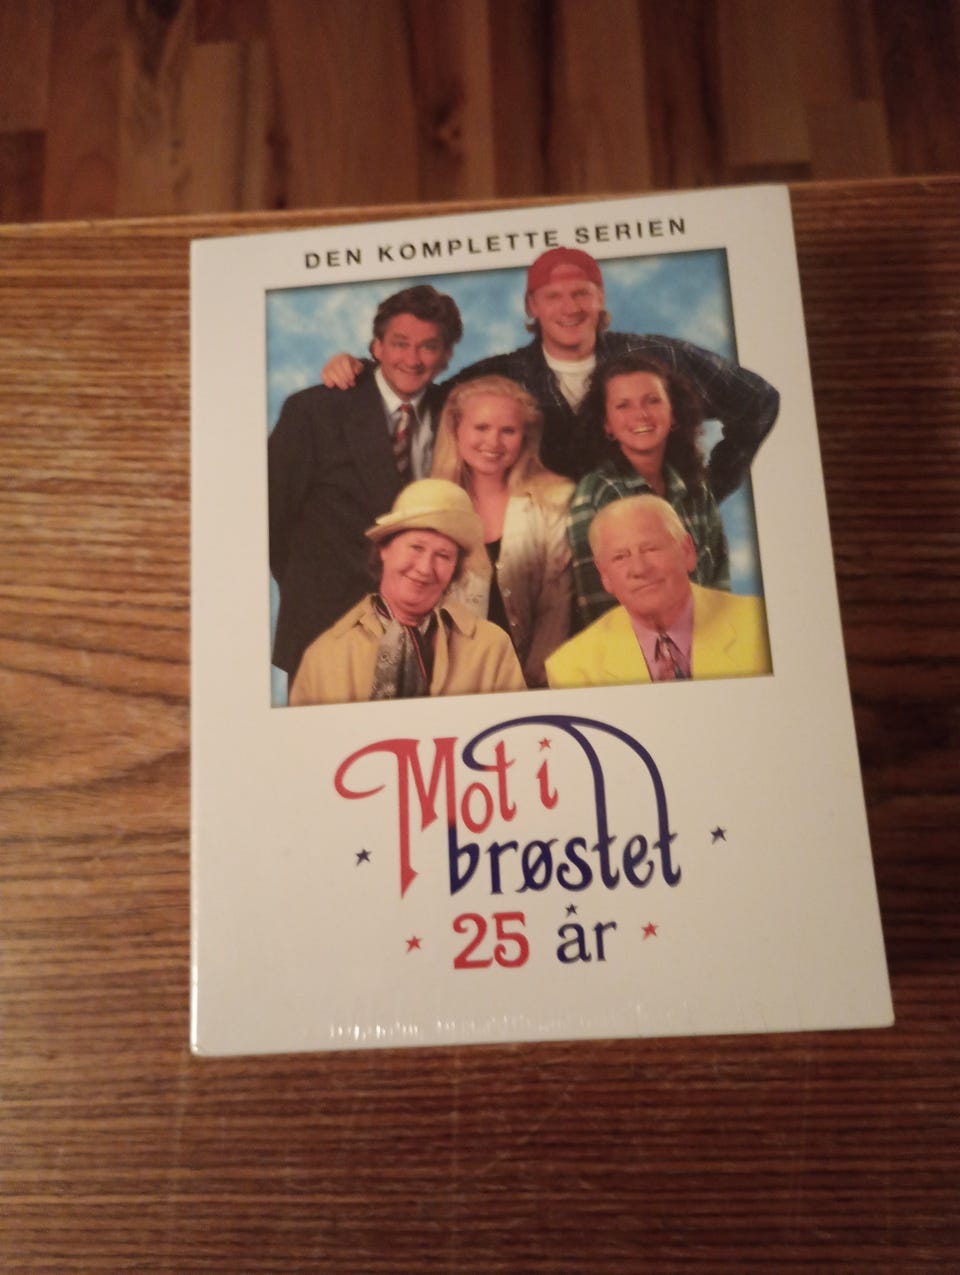 DEN KOMPLETTE SERIEN
Mot i
brøstet
25 år